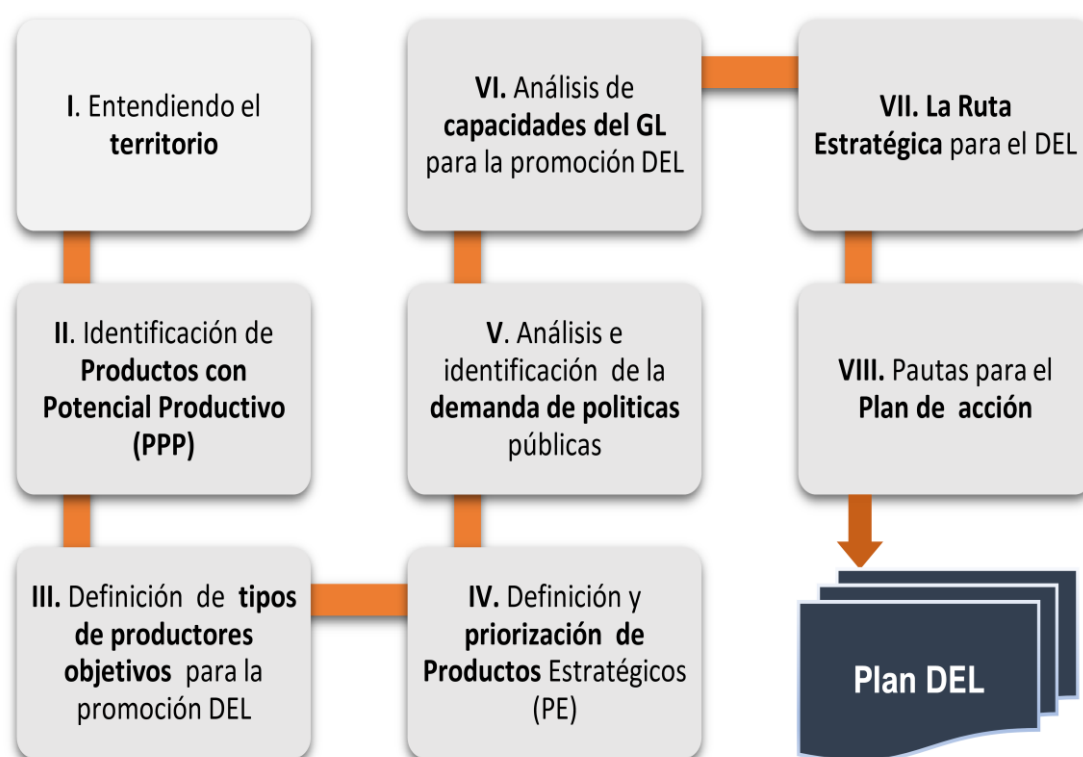 I. Entendiendo el
territorio
II. Identificación de
Productos con
Potencial Productivo
(PPP)
III. Definición de tipos
de productores
objetivos para la
promoción DEL
IV. Definición y
priorización de
Productos Estratégicos
(PE)
V. Análisis e
identificación de la
demanda de politicas
públicas
VI. Análisis de
capacidades del GL
para la promoción DEL
VII. La Ruta
Estratégica para el DEL
VIII. Pautas para el
Plan de acción
Plan DEL